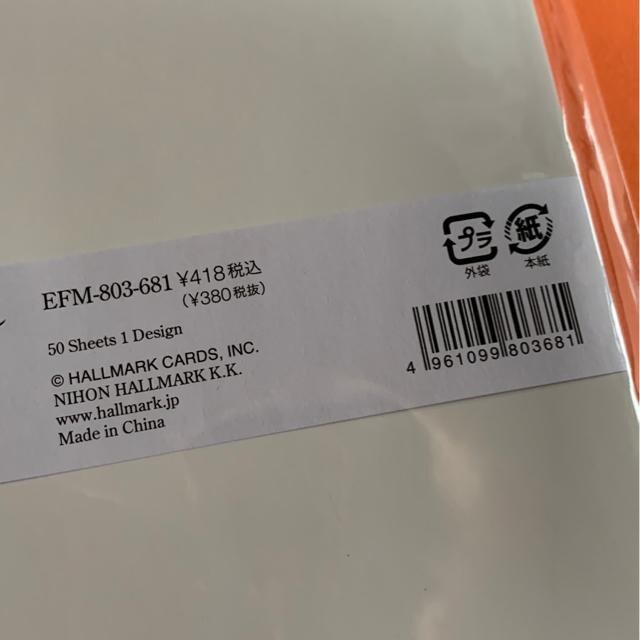 EFM-803-681 ¥418税込
(¥380税抜)
50 Sheets 1 Design
© HALLMARK CARDS, INC.
NIHON HALLMARK K.K.
www.hallmark.jp
Made in China
プラ 紙
外袋 本紙
4 961099 803681